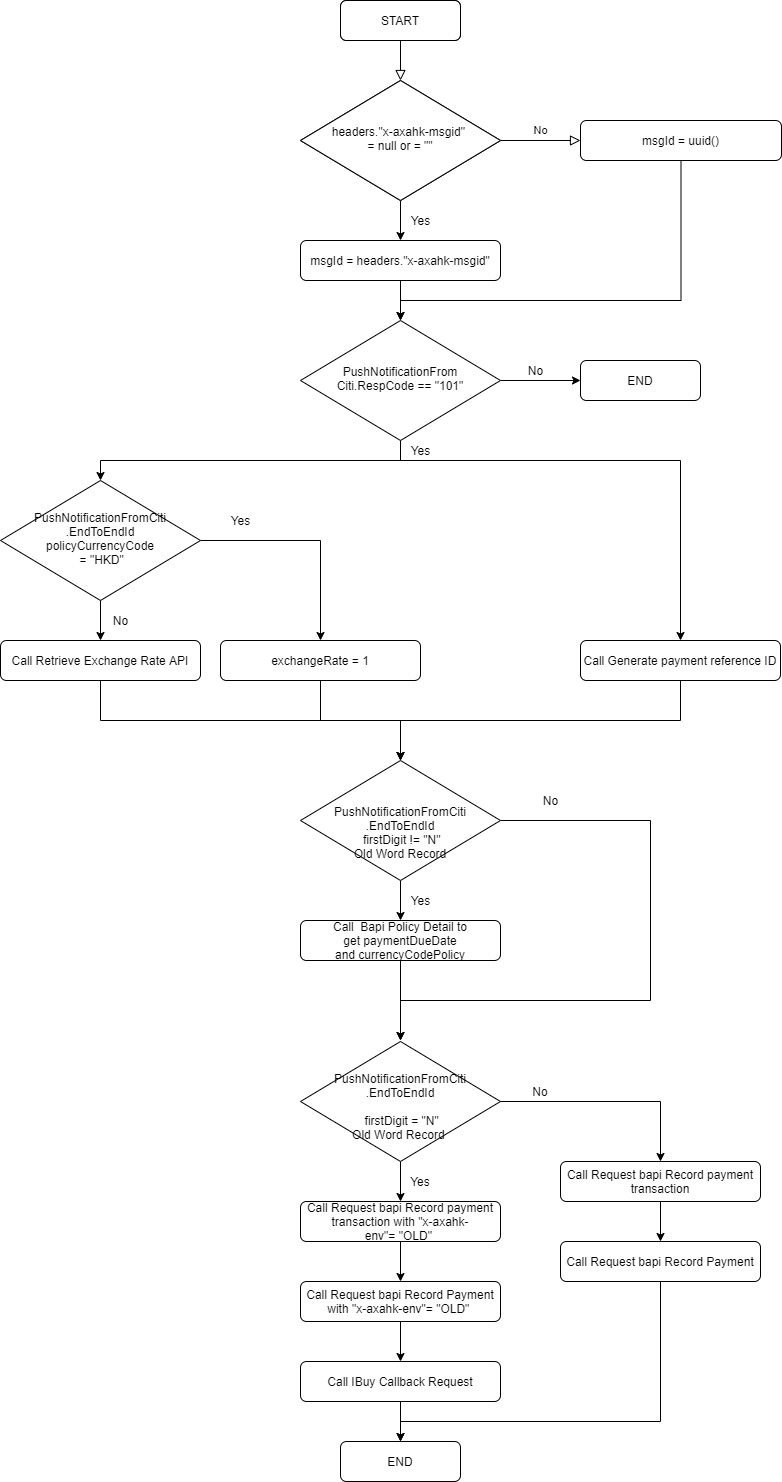 START
headers."x-axahk-msgid"
= null or = ""
No
msgId = uuid()
Yes
msgId = headers."x-axahk-msgid"
PushNotificationFrom
Citi.RespCode == "101"
No
END
Yes
PushNotificationFromCiti
.EndToEndId
policyCurrencyCode
= "HKD"
Yes
No
Call Retrieve Exchange Rate API
exchangeRate = 1
Call Generate payment reference ID
PushNotificationFromCiti
.EndToEndId
firstDigit != "N"
Old Word Record
No
Yes
Call Bapi Policy Detail to
get paymentDueDate
and currencyCodePolicy
PushNotificationFromCiti
.EndToEndId
firstDigit = "N"
Old Word Record
No
Yes
Call Request bapi Record payment
transaction
Call Request bapi Record payment
transaction with "x-axahk-
env"= "OLD"
Call Request bapi Record Payment
Call Request bapi Record Payment
with "x-axahk-env"= "OLD"
Call IBuy Callback Request
END